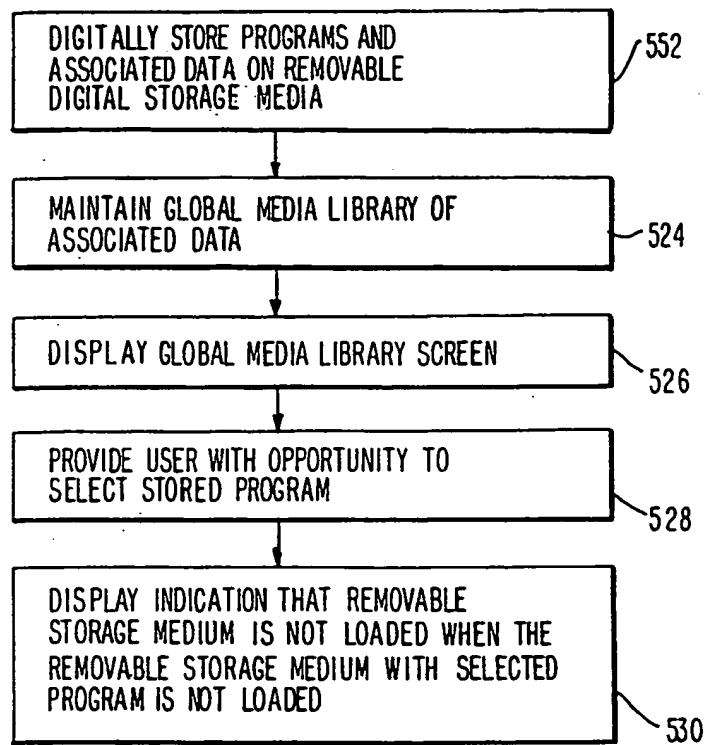 DIGITALLY STORE PROGRAMS AND
ASSOCIATED DATA ON REMOVABLE
DIGITAL STORAGE MEDIA
552
MAINTAIN GLOBAL MEDIA LIBRARY OF
ASSOCIATED DATA
524
DISPLAY GLOBAL MEDIA LIBRARY SCREEN
526
PROVIDE USER WITH OPPORTUNITY TO
SELECT STORED PROGRAM
528
DISPLAY INDICATION THAT REMOVABLE
STORAGE MEDIUM IS NOT LOADED WHEN THE
REMOVABLE STORAGE MEDIUM WITH SELECTED
PROGRAM IS NOT LOADED
530